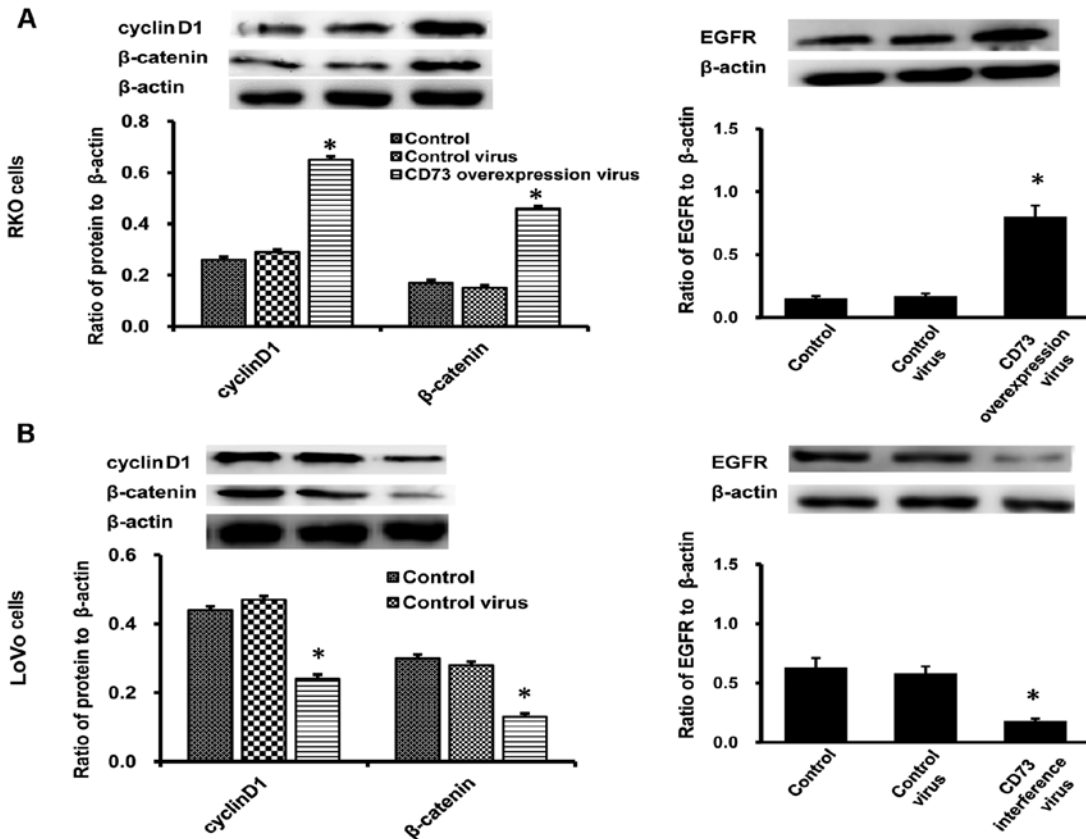 A
cyclin D1
β-catenin
β-actin
RKO cells
Ratio of protein to β-actin
0.8
0.6
0.4
0.2
0.0
Control
Control virus
CD73 overexpression virus
*
*
cyclinD1
β-catenin
EGFR
β-actin
Ratio of EGFR to β-actin
1.5
1.0
0.5
0.0
*
Control
Control
virus
CD73
overexpression
virus
B
cyclinD1
β-catenin
β-actin
LoVo cells
Ratio of protein to β-actin
0.6
0.4
0.2
0.0
Control
Control virus
*
*
cyclinD1
β-catenin
EGFR
β-actin
Ratio of EGFR to β-actin
1.5
1.0
0.5
0.0
*
Control
Control
virus
CD73
interference
virus